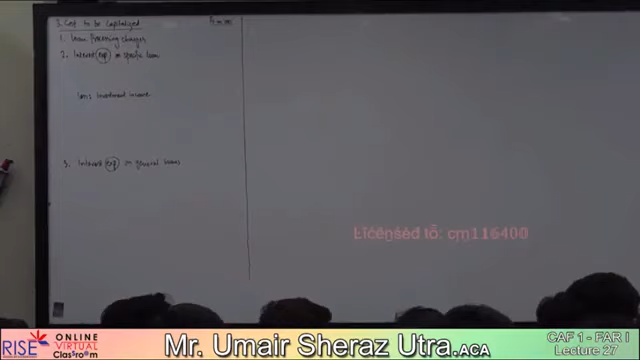 3. Cost to be Capitalized
1. Loan Processing charges
2. Interest exp on specific loan
Less: Investment income
3. Interest exp on general loans
Licensed to: cm116400
RISE ONLINE VIRTUAL Classroom
Mr. Umair Sheraz Utra.ACA
CAF 1 - FAR I
Lecture 27